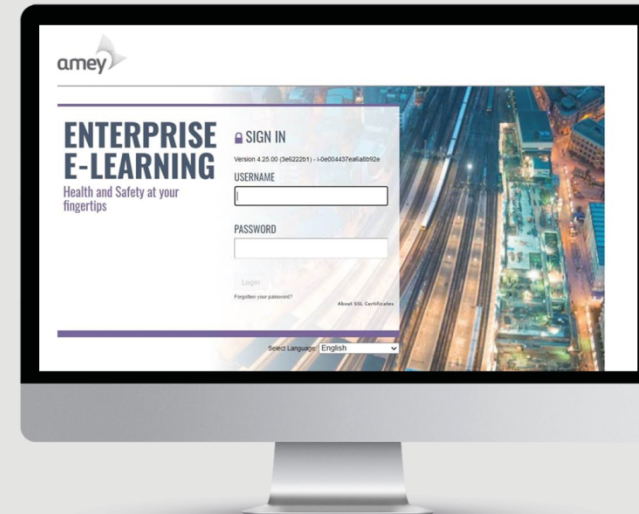 amey
ENTERPRISE
E-LEARNING
Health and Safety at your
fingertips
SIGN IN
Version 4.25.00 (3e6222b1) - i-0e004437ea6a8b92e
USERNAME
PASSWORD
Login
Forgotten your password?
About SSL Certificates
Select Language: English